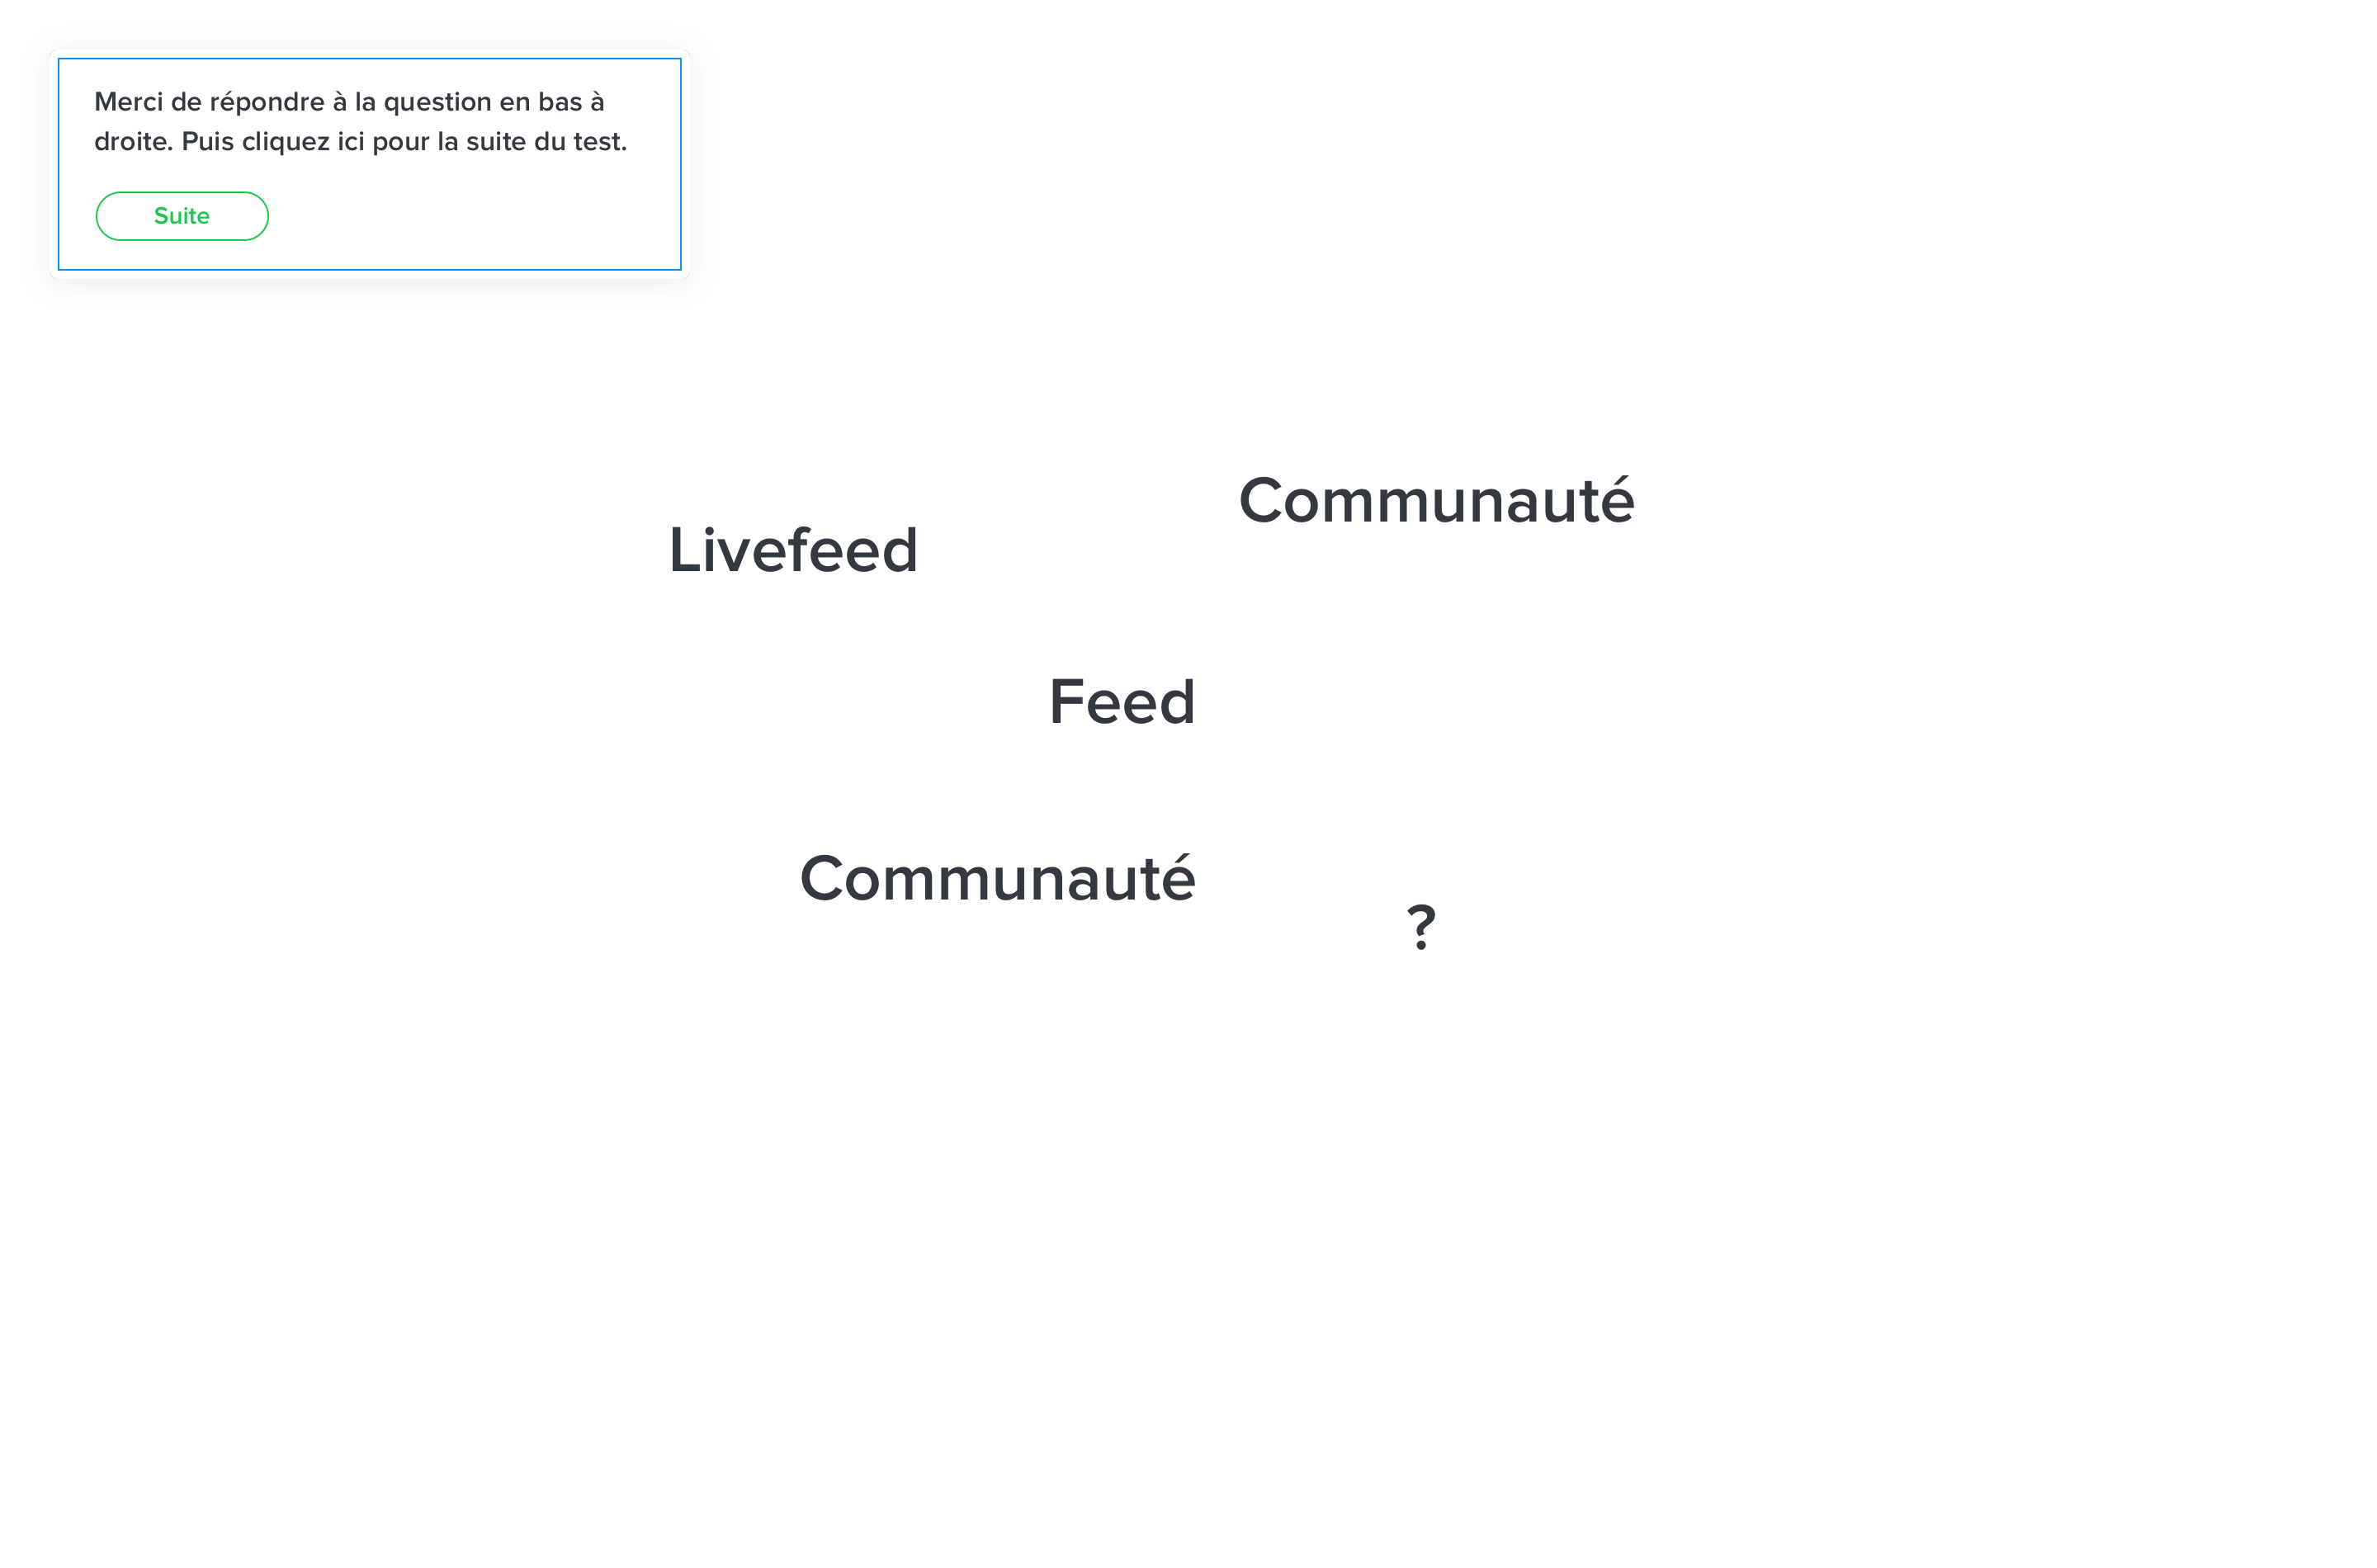 Merci de répondre à la question en bas à
droite. Puis cliquez ici pour la suite du test.
Suite
Communauté
Livefeed
Feed
Communauté
?